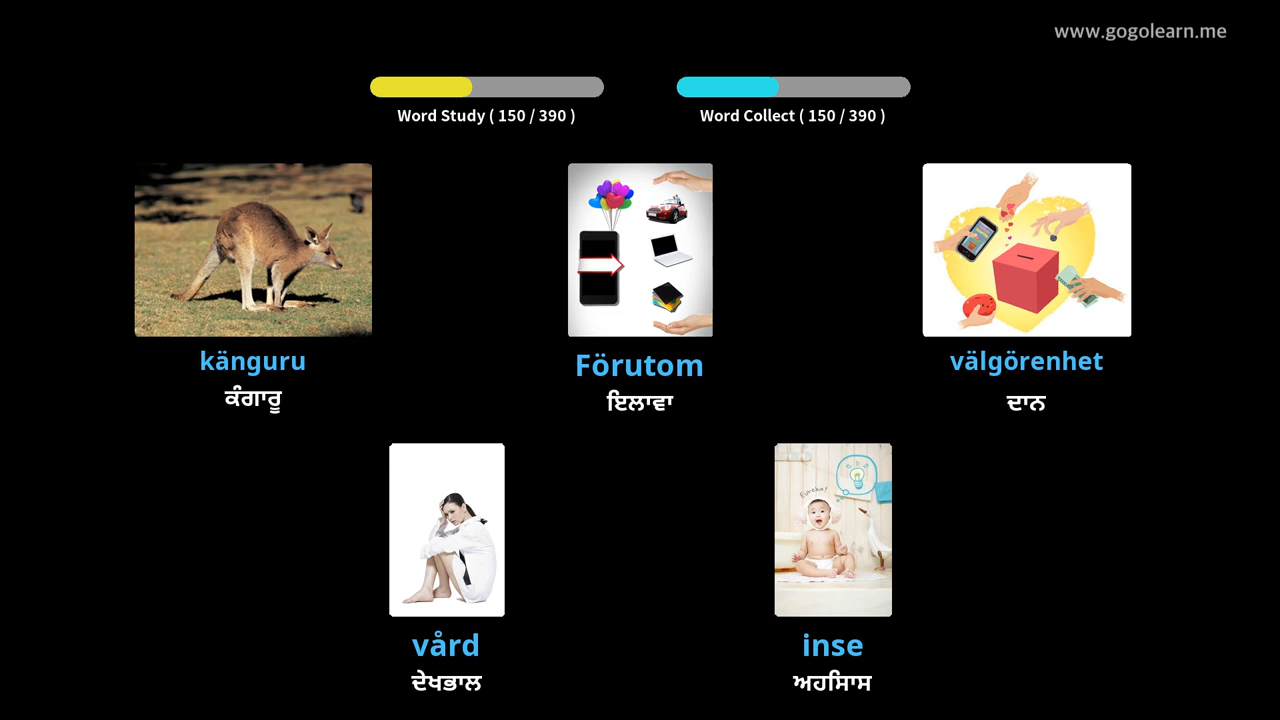 www.gogolearn.me
Word Study ( 150 / 390 )
Word Collect ( 150 / 390 )
känguru
ਕੰਗਾਰੂ
Förutom
ਇਲਾਵਾ
välgörenhet
ਦਾਨ
Eureka!
vård
ਦੇਖਭਾਲ
inse
ਅਹਸਿਾਸ